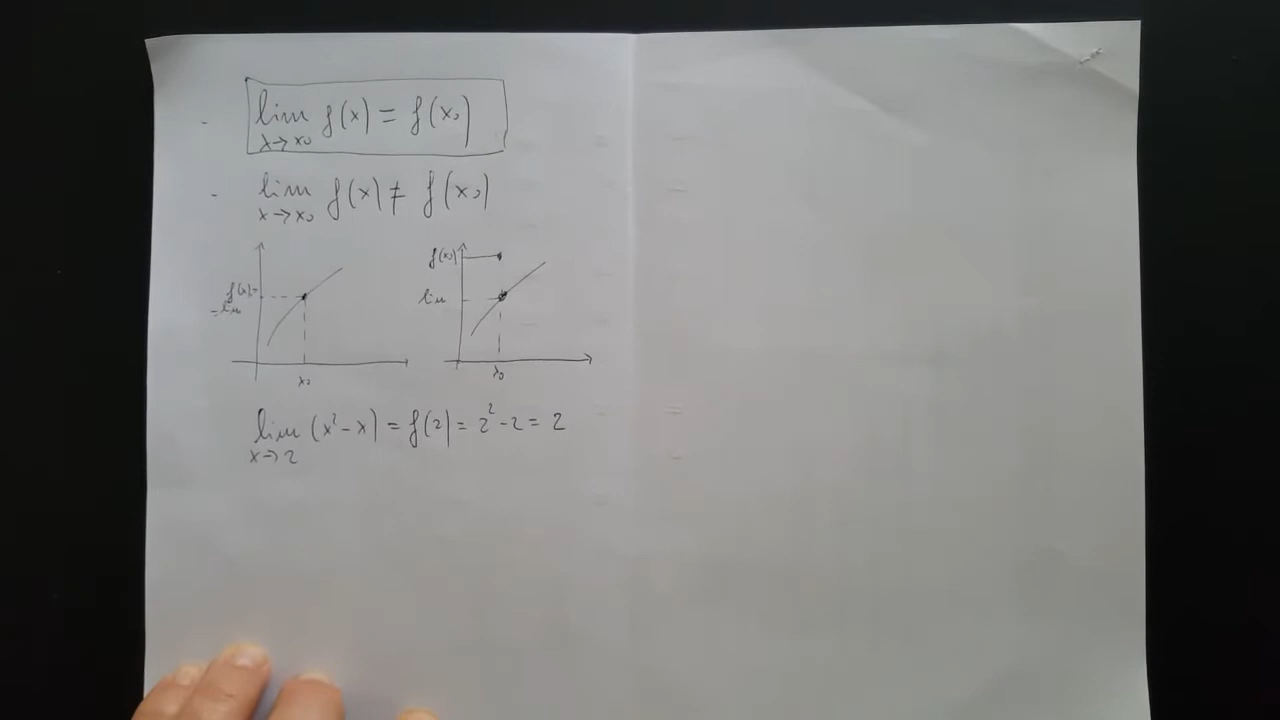 - lim f(x) = f(x₀)
x→x₀
- lim f(x) ≠ f(x₀)
x→x₀
f(x₀)=
=lim
x₀
f(x₀)
lim
x₀
lim (x²-x) = f(2) = 2²-2 = 2
x→2